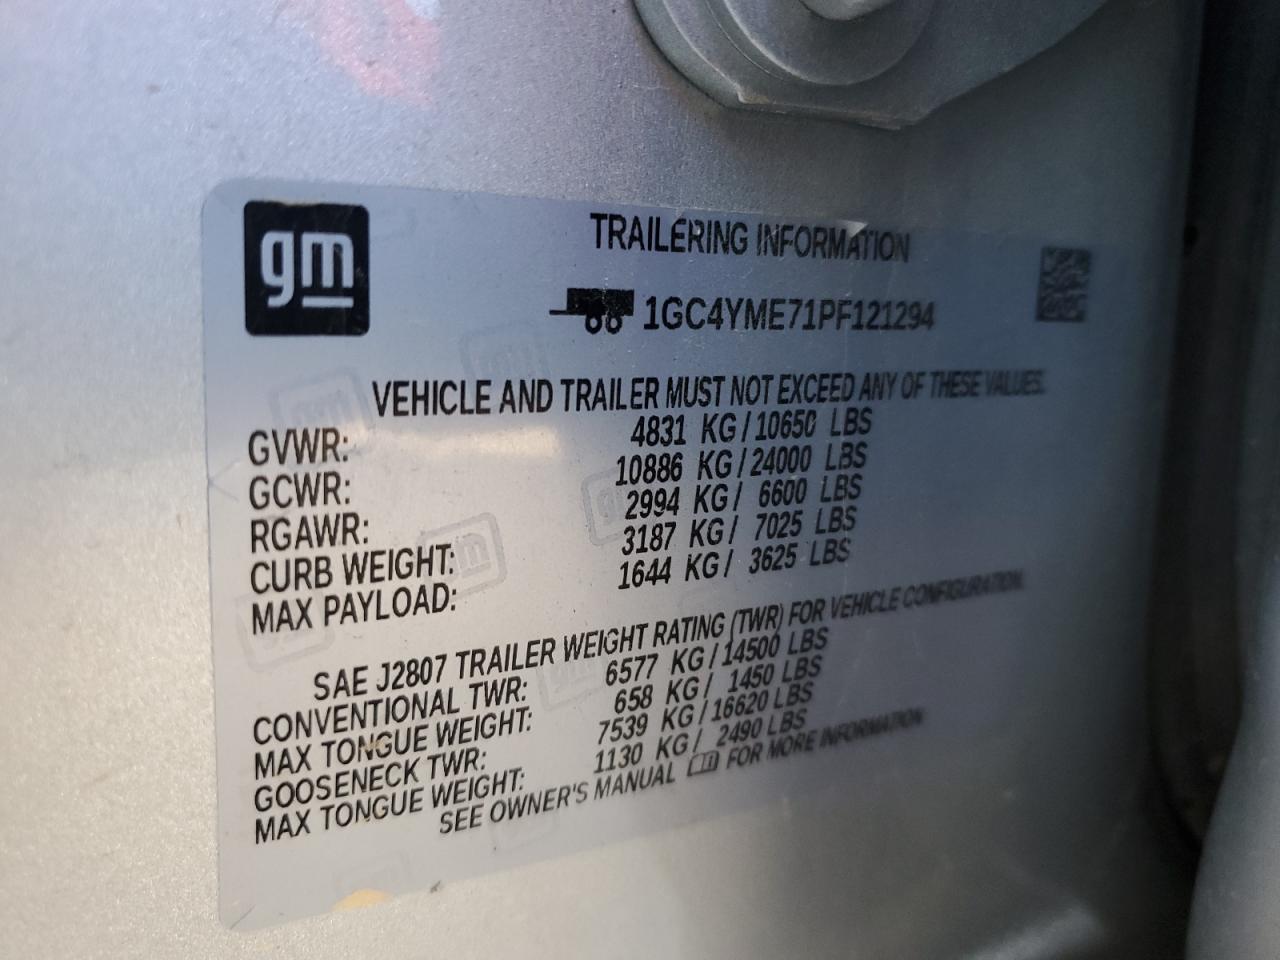 gm
TRAILERING INFORMATION
1GC4YME71PF121294
VEHICLE AND TRAILER MUST NOT EXCEED ANY OF THESE VALUES.
GVWR: 4831 KG/10650 LBS
GCWR: 10886 KG/24000 LBS
RGAWR: 2994 KG/ 6600 LBS
CURB WEIGHT: 3187 KG/ 7025 LBS
MAX PAYLOAD: 1644 KG/ 3625 LBS
SAE J2807 TRAILER WEIGHT RATING (TWR) FOR VEHICLE CONFIGURATION.
CONVENTIONAL TWR: 6577 KG/14500 LBS
MAX TONGUE WEIGHT: 658 KG/ 1450 LBS
GOOSENECK TWR: 7539 KG/16620 LBS
MAX TONGUE WEIGHT: 1130 KG/ 2490 LBS
SEE OWNER'S MANUAL FOR MORE INFORMATION